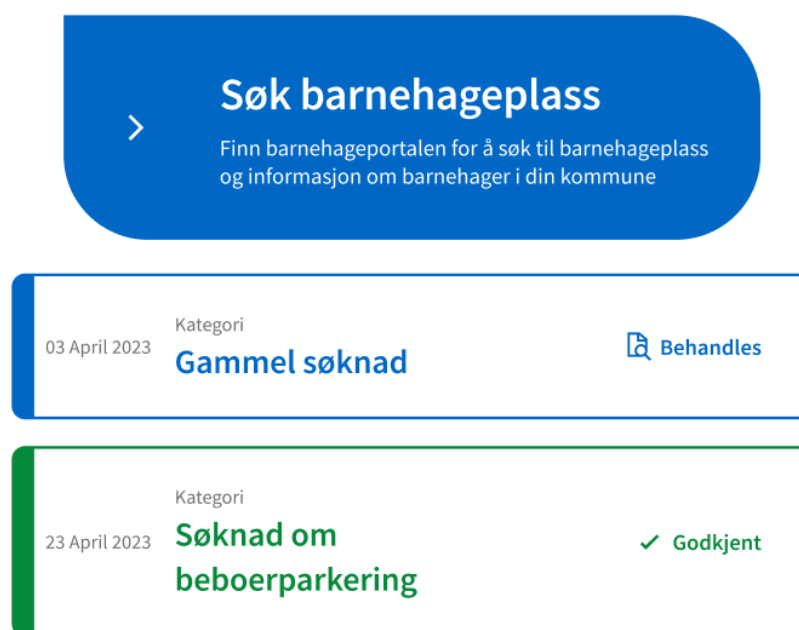 Søk barnehageplass
Finn barnehageportalen for å søk til barnehageplass
og informasjon om barnehager i din kommune
Kategori
03 April 2023
Gammel søknad
Behandles
Kategori
23 April 2023
Søknad om
beboerparkering
Godkjent